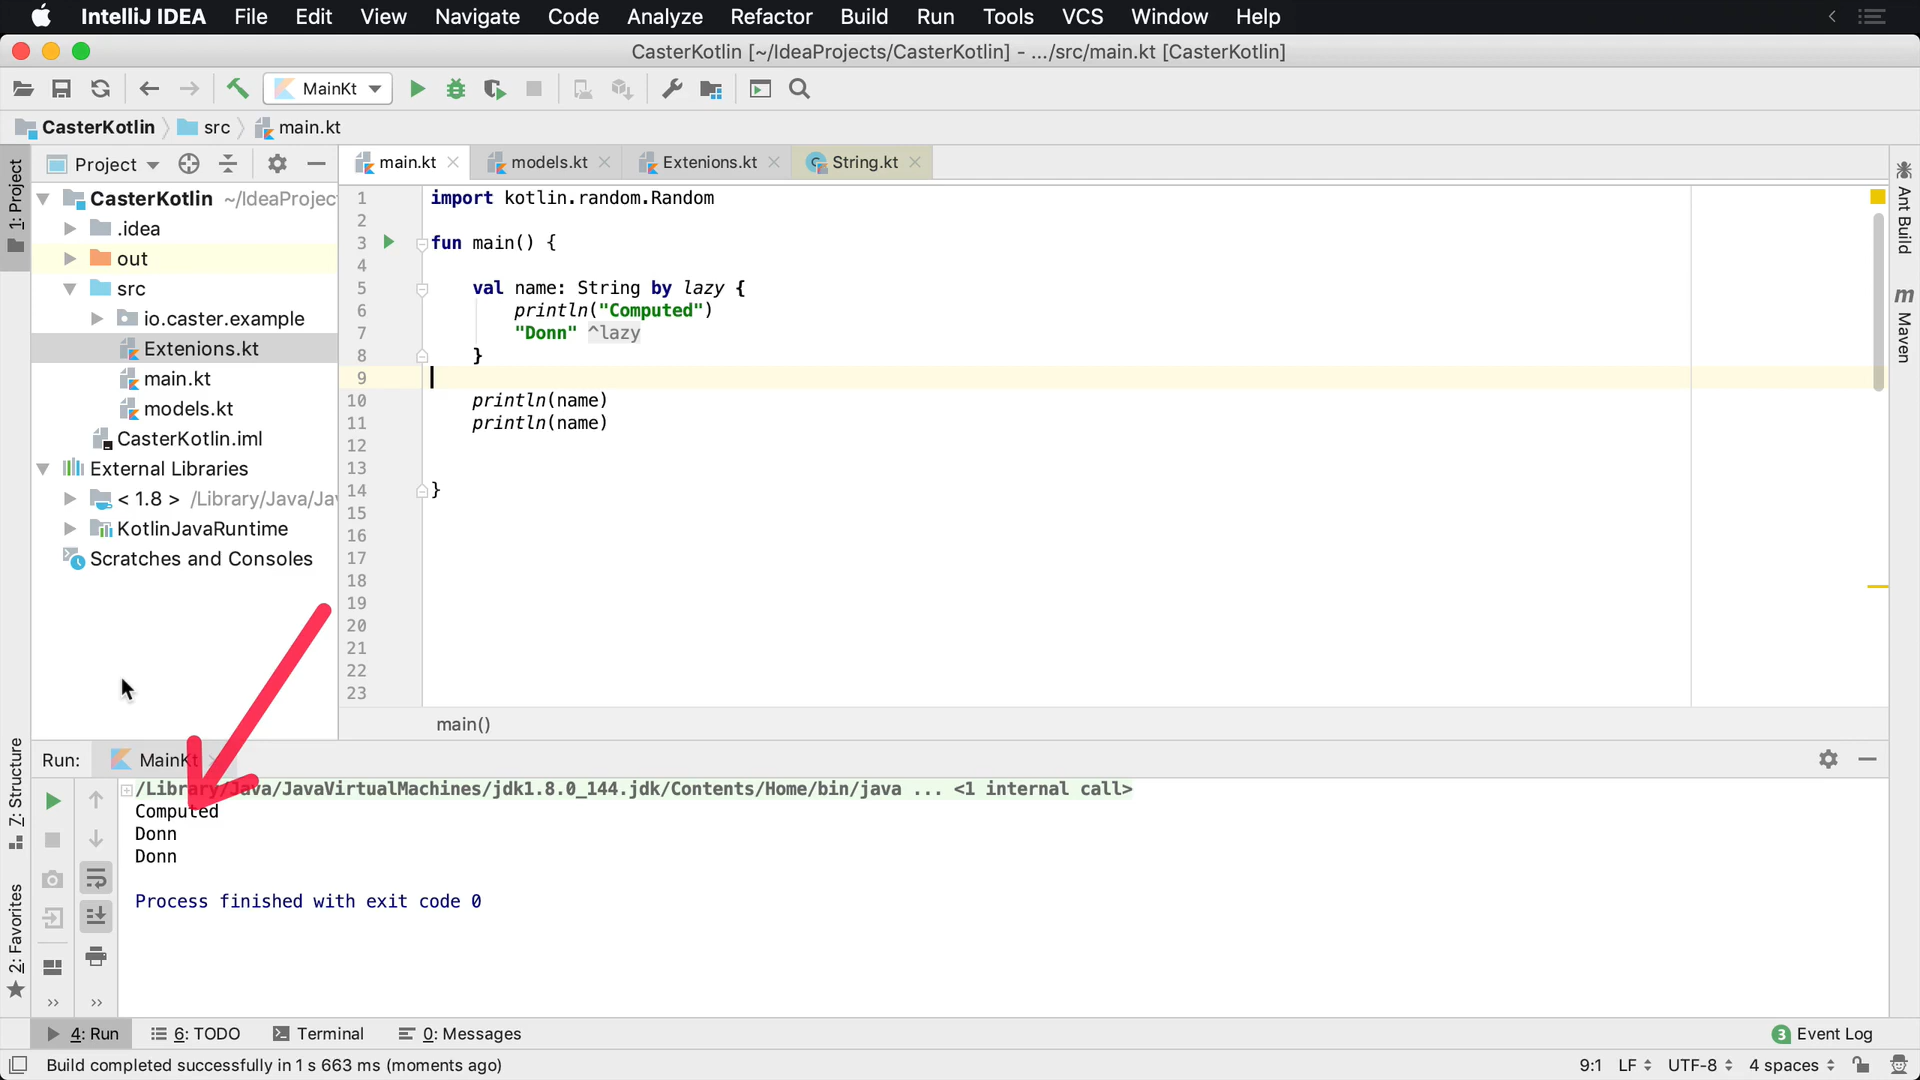 IntelliJ IDEA File Edit View Navigate Code Analyze Refactor Build Run Tools VCS Window Help
CasterKotlin [~/IdeaProjects/CasterKotlin] - .../src/main.kt [CasterKotlin]
MainKt
CasterKotlin src main.kt
1: Project
Project
CasterKotlin ~/IdeaProjec
.idea
out
src
io.caster.example
Extenions.kt
main.kt
models.kt
CasterKotlin.iml
External Libraries
< 1.8 > /Library/Java/Ja
KotlinJavaRuntime
Scratches and Consoles
main.kt models.kt Extenions.kt String.kt
1 import kotlin.random.Random
2
3 fun main() {
4
5 val name: String by lazy {
6 println("Computed")
7 "Donn" ^lazy
8 }
9
10 println(name)
11 println(name)
12
13
14 }
15
16
17
18
19
20
21
22
23
main()
Ant Build
m Maven
Run: MainKt
/Library/Java/JavaVirtualMachines/jdk1.8.0_144.jdk/Contents/Home/bin/java ... <1 internal call>
Computed
Donn
Donn
Process finished with exit code 0
Z: Structure
2: Favorites
4: Run 6: TODO Terminal 0: Messages 3 Event Log
Build completed successfully in 1 s 663 ms (moments ago) 9:1 LF UTF-8 4 spaces